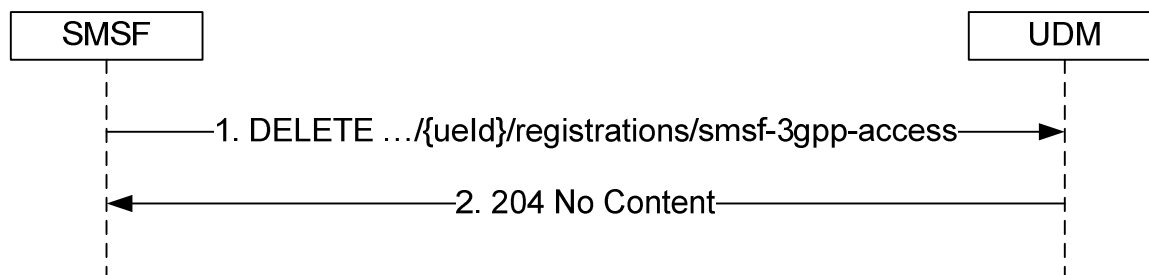 SMSF
UDM
1. DELETE …/{ueId}/registrations/smsf-3gpp-access
2. 204 No Content